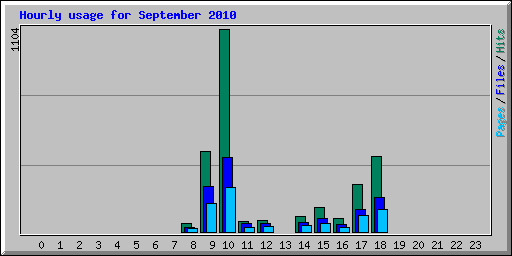 Hourly usage for September 2010
1104
Pages/Files/Hits
0 1 2 3 4 5 6 7 8 9 10 11 12 13 14 15 16 17 18 19 20 21 22 23